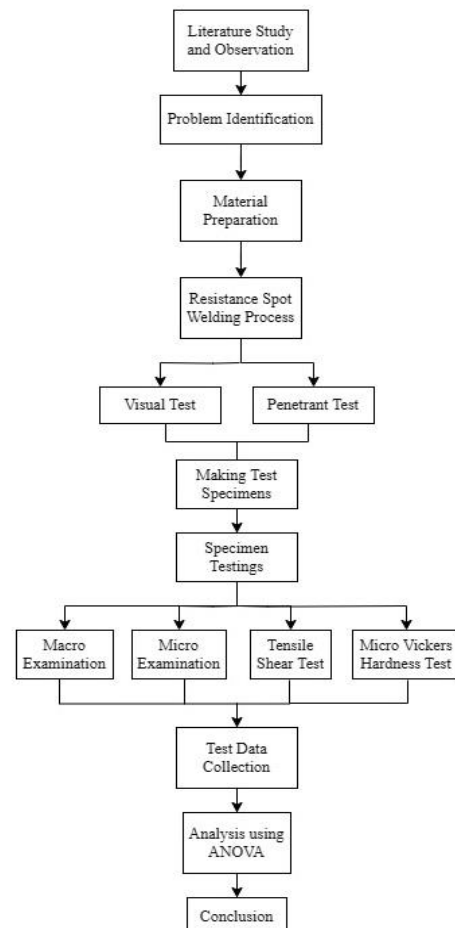 Literature Study
and Observation
Problem Identification
Material
Preparation
Resistance Spot
Welding Process
Visual Test
Penetrant Test
Making Test
Specimens
Specimen
Testings
Macro
Examination
Micro
Examination
Tensile
Shear Test
Micro Vickers
Hardness Test
Test Data
Collection
Analysis using
ANOVA
Conclusion